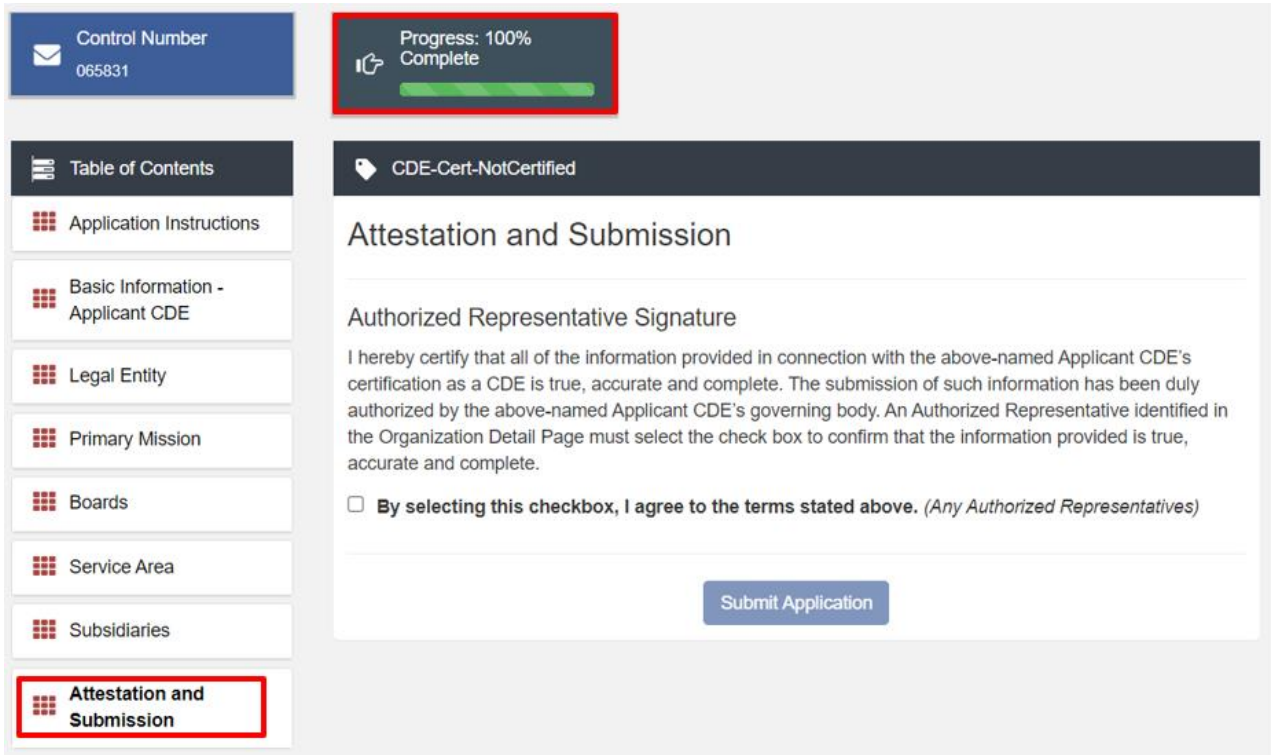 Control Number
065831
Progress: 100%
Complete
Table of Contents
Application Instructions
Basic Information -
Applicant CDE
Legal Entity
Primary Mission
Boards
Service Area
Subsidiaries
Attestation and
Submission
CDE-Cert-NotCertified
Attestation and Submission
Authorized Representative Signature
I hereby certify that all of the information provided in connection with the above-named Applicant CDE's
certification as a CDE is true, accurate and complete. The submission of such information has been duly
authorized by the above-named Applicant CDE's governing body. An Authorized Representative identified in
the Organization Detail Page must select the check box to confirm that the information provided is true,
accurate and complete.
By selecting this checkbox, I agree to the terms stated above. (Any Authorized Representatives)
Submit Application